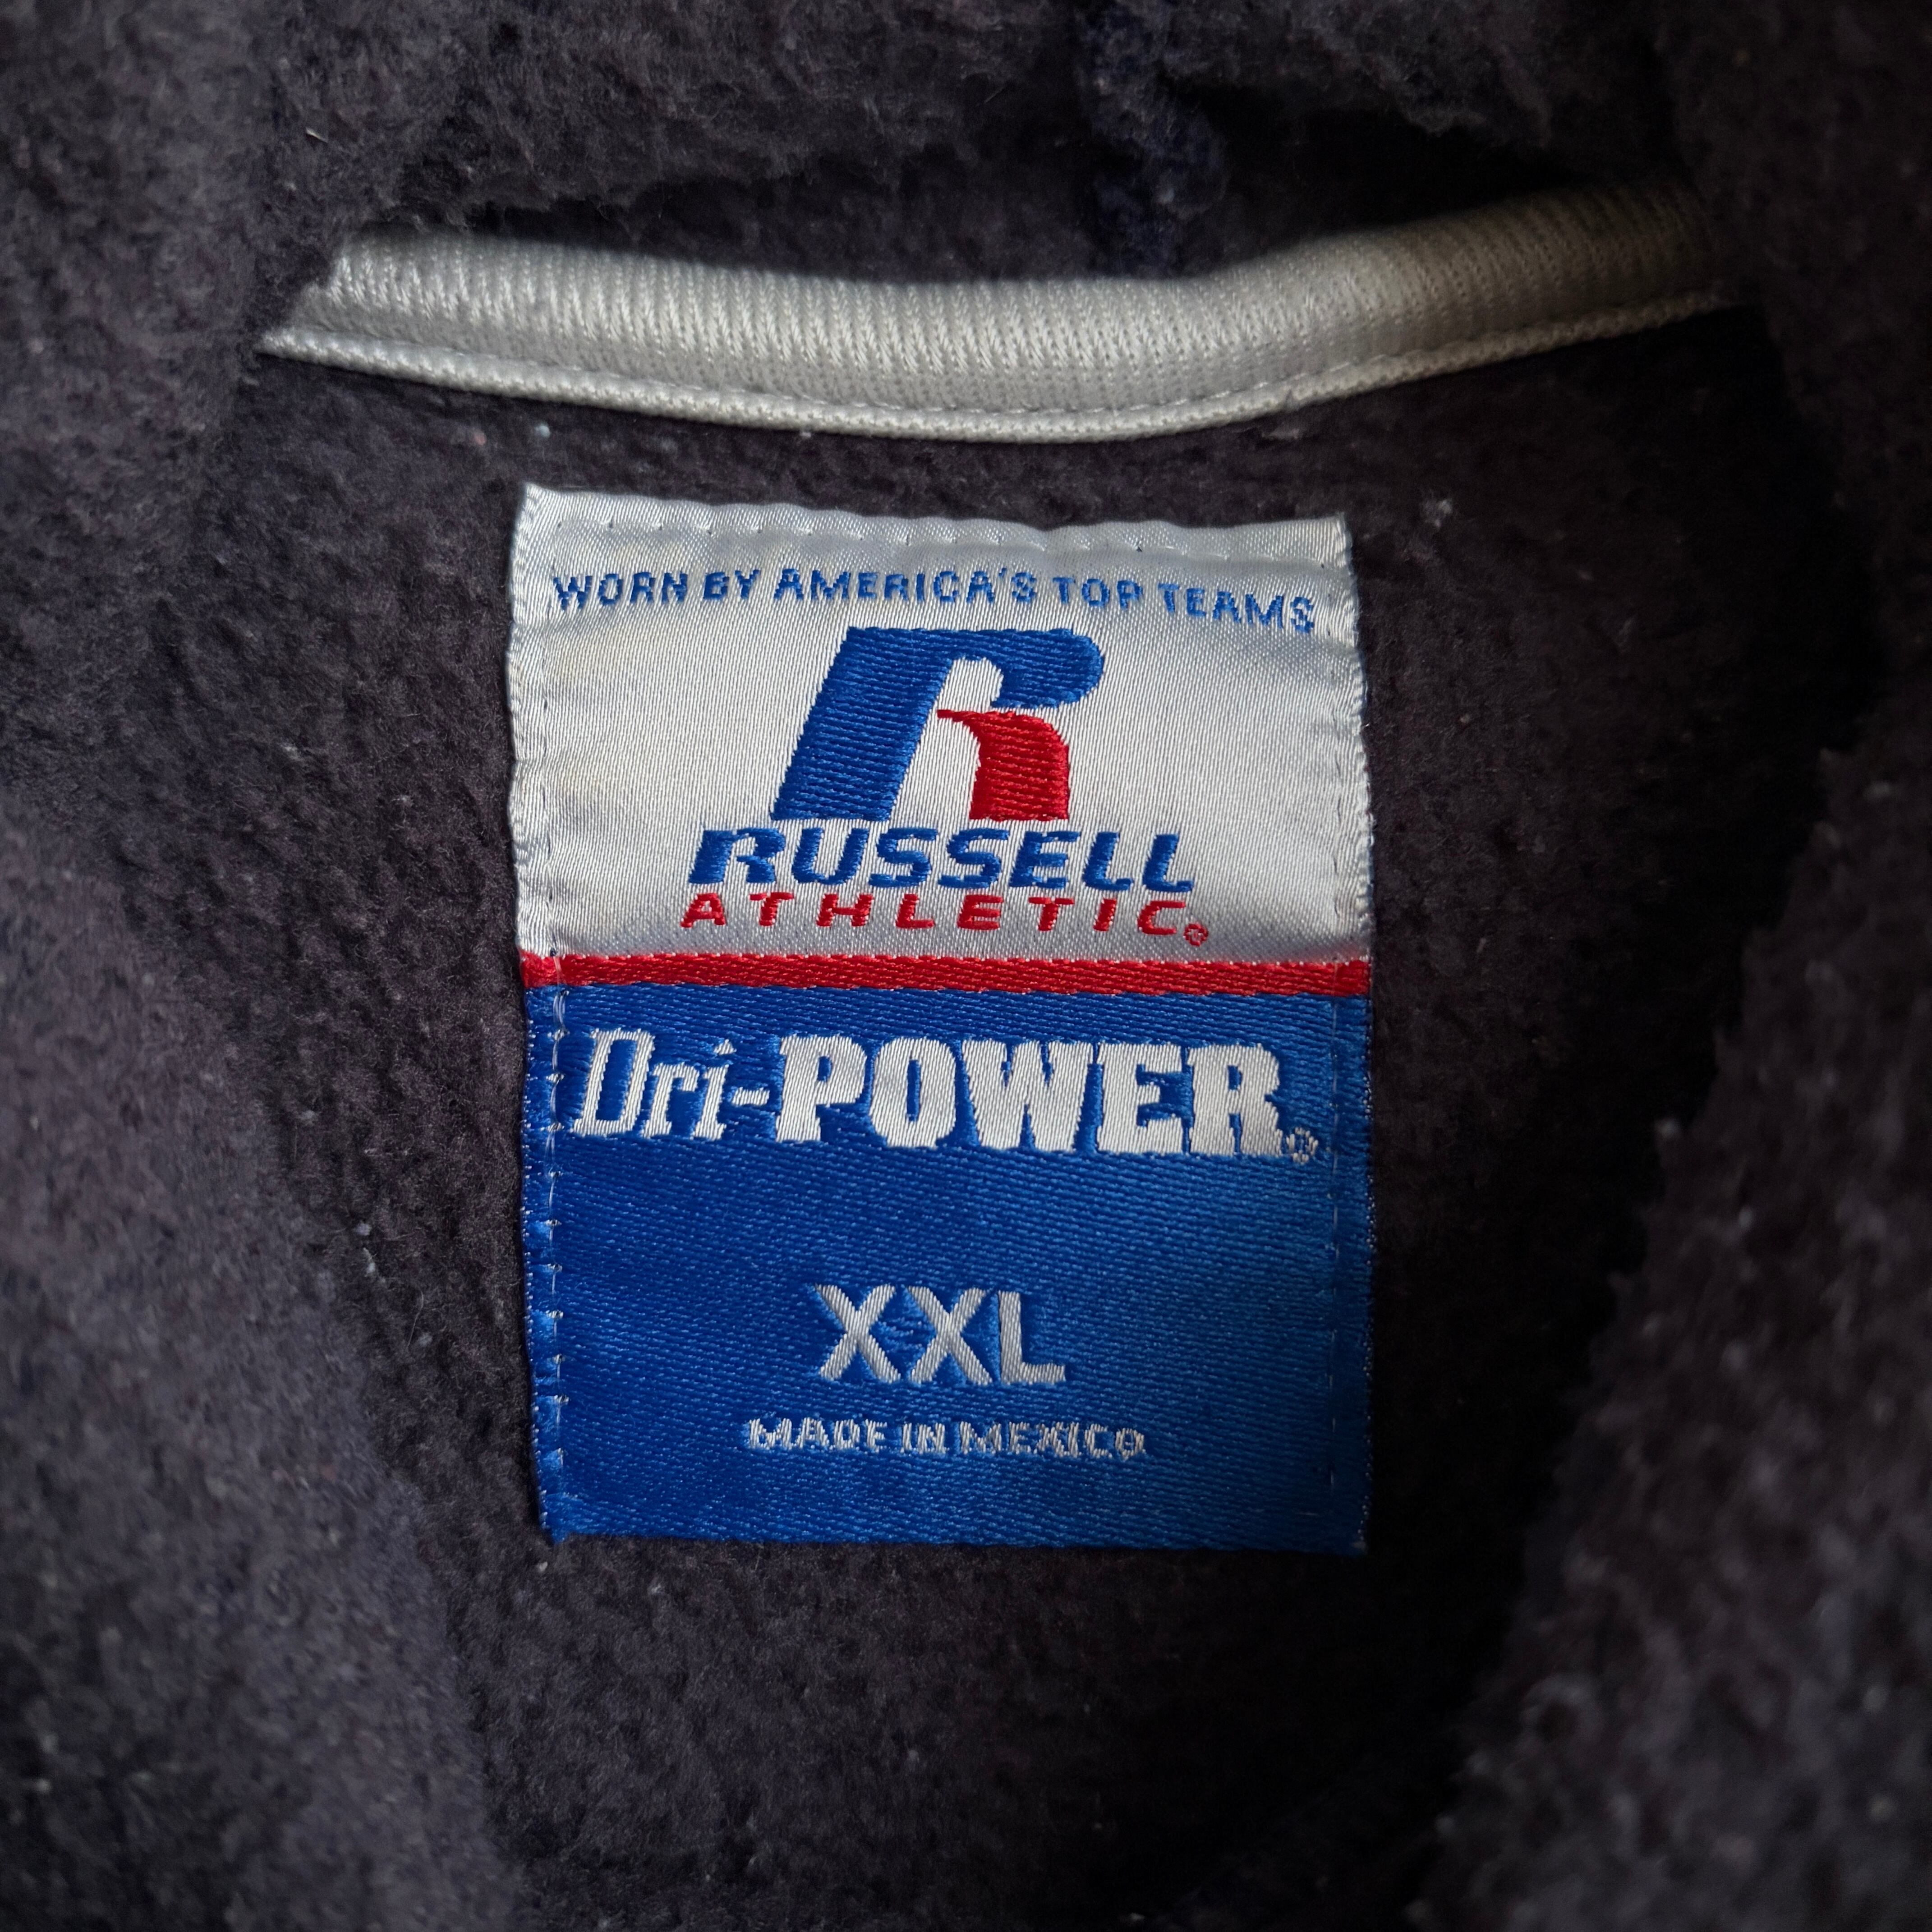 WORN BY AMERICA'S TOP TEAMS
R
RUSSELL
ATHLETIC®
Dri-POWER®
XXL
MADE IN MEXICO